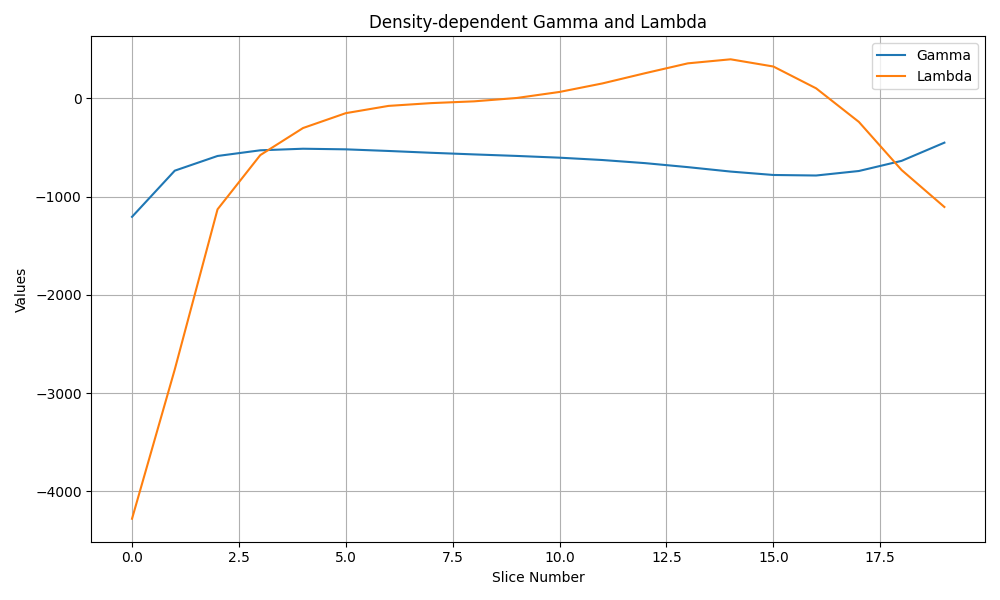 Density-dependent Gamma and Lambda
Gamma
Lambda
0
−1000
−2000
−3000
−4000
Values
0.0
2.5
5.0
7.5
10.0
12.5
15.0
17.5
Slice Number